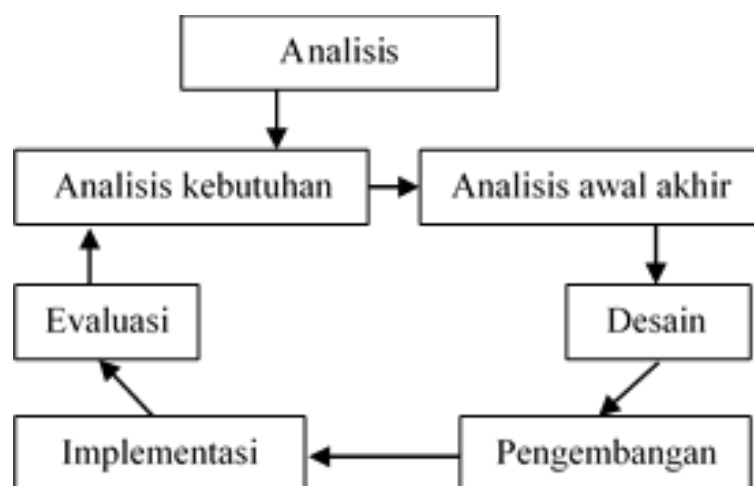 Analisis
Analisis kebutuhan
Analisis awal akhir
Evaluasi
Desain
Implementasi
Pengembangan